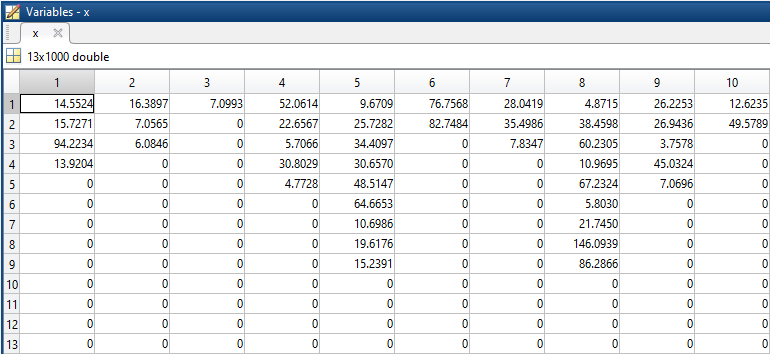 Variables - x
x
13x1000 double
1 2 3 4 5 6 7 8 9 10
1 14.5524 16.3897 7.0993 52.0614 9.6709 76.7568 28.0419 4.8715 26.2253 12.6235
2 15.7271 7.0565 0 22.6567 25.7282 82.7484 35.4986 38.4598 26.9436 49.5789
3 94.2234 6.0846 0 5.7066 34.4097 0 7.8347 60.2305 3.7578 0
4 13.9204 0 0 30.8029 30.6570 0 0 10.9695 45.0324 0
5 0 0 0 4.7728 48.5147 0 0 67.2324 7.0696 0
6 0 0 0 0 64.6653 0 0 5.8030 0 0
7 0 0 0 0 10.6986 0 0 21.7450 0 0
8 0 0 0 0 19.6176 0 0 146.0939 0 0
9 0 0 0 0 15.2391 0 0 86.2866 0 0
10 0 0 0 0 0 0 0 0 0 0
11 0 0 0 0 0 0 0 0 0 0
12 0 0 0 0 0 0 0 0 0 0
13 0 0 0 0 0 0 0 0 0 0